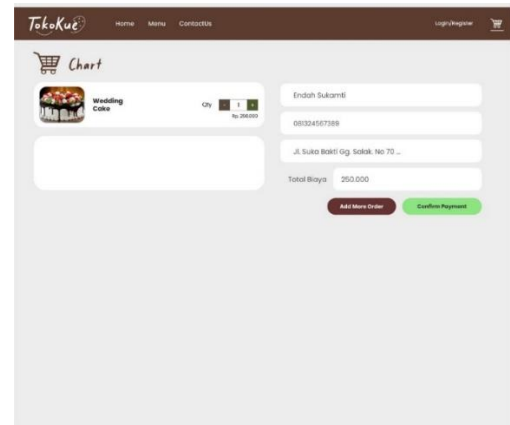 TokoKue
Home Menu ContactUs
Login/Register
Chart
Wedding
Cake
Qty - 1 +
Rp. 250.000
Endah Sukamti
081324567389
Jl. Suka Bakti Gg. Salak. No 70 ...
Total Biaya 250.000
Add More Order
Confirm Payment